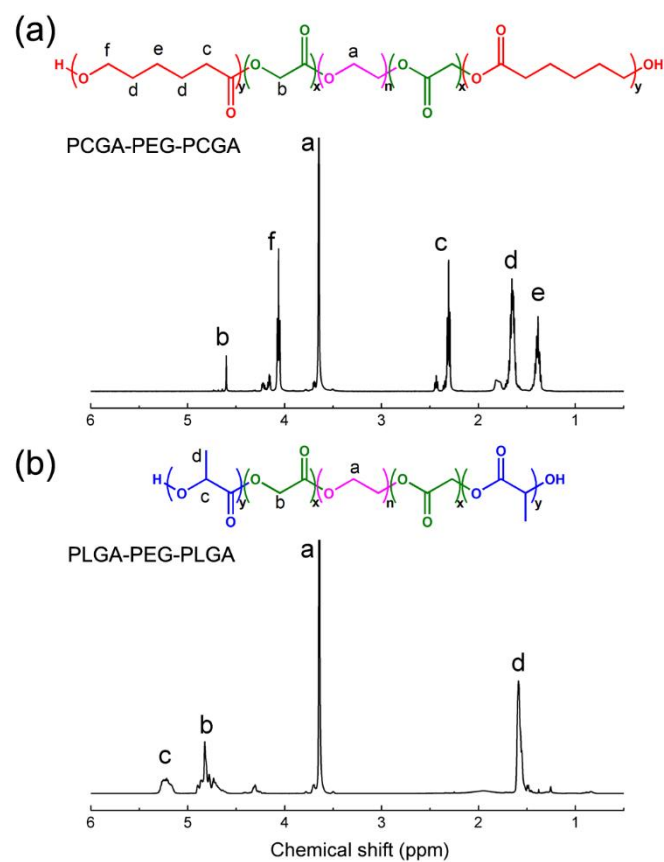 (a)
f e c a
H O d d O y O b O x O n O O x O O y OH
PCGA-PEG-PCGA
b f a c d e
6 5 4 3 2 1
(b)
d a
H O c O y O b O x O n O O x O O y OH
PLGA-PEG-PLGA
c b a d
6 5 4 3 2 1
Chemical shift (ppm)